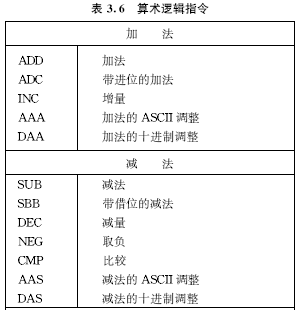 表 3.6 算术逻辑指令
加 法
ADD 加法
ADC 带进位的加法
INC 增量
AAA 加法的 ASCII 调整
DAA 加法的十进制调整
减 法
SUB 减法
SBB 带借位的减法
DEC 减量
NEG 取负
CMP 比较
AAS 减法的 ASCII 调整
DAS 减法的十进制调整